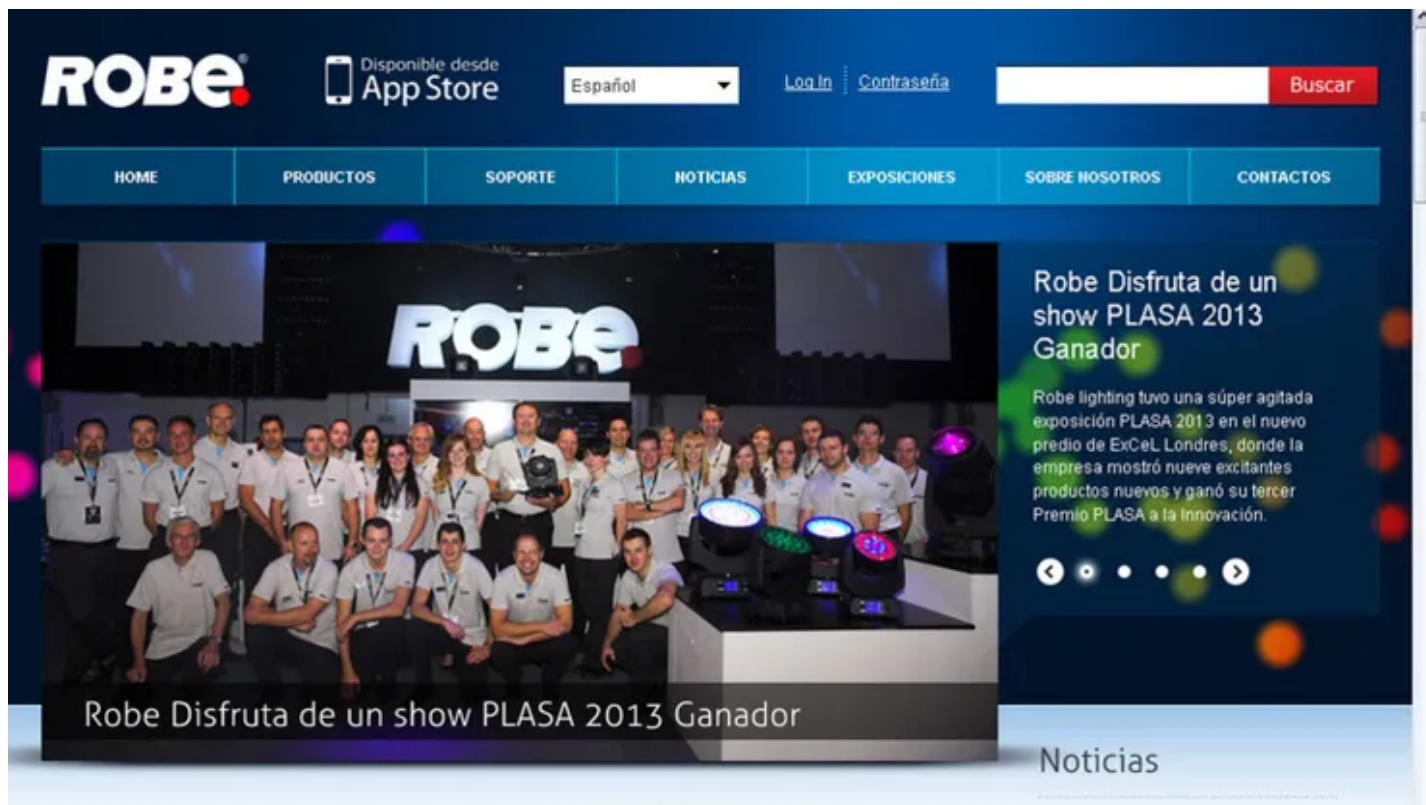 ROBE®
Disponible desde
App Store
Español
Log In
Contraseña
Buscar
HOME
PRODUCTOS
SOPORTE
NOTICIAS
EXPOSICIONES
SOBRE NOSOTROS
CONTACTOS
ROBE
Robe Disfruta de un show PLASA 2013 Ganador
Robe Disfruta de un
show PLASA 2013
Ganador
Robe lighting tuvo una súper agitada
exposición PLASA 2013 en el nuevo
predio de ExCeL Londres, donde la
empresa mostró nueve excitantes
productos nuevos y ganó su tercer
Premio PLASA a la Innovación.
Noticias